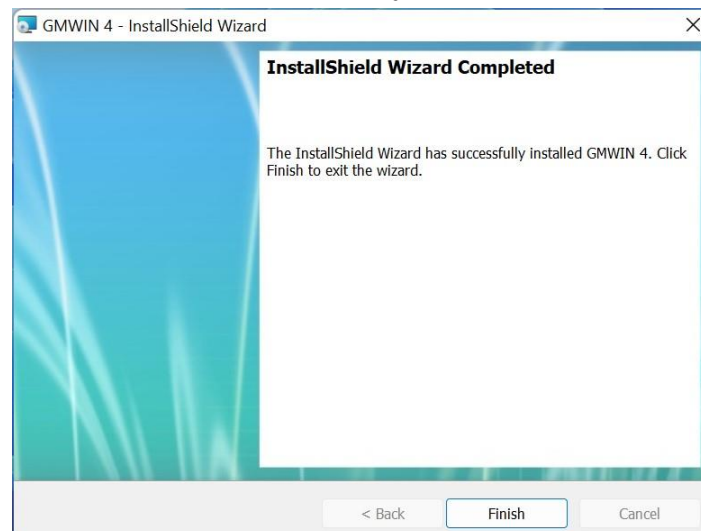 GMWIN 4 - InstallShield Wizard
InstallShield Wizard Completed
The InstallShield Wizard has successfully installed GMWIN 4. Click
Finish to exit the wizard.
< Back
Finish
Cancel